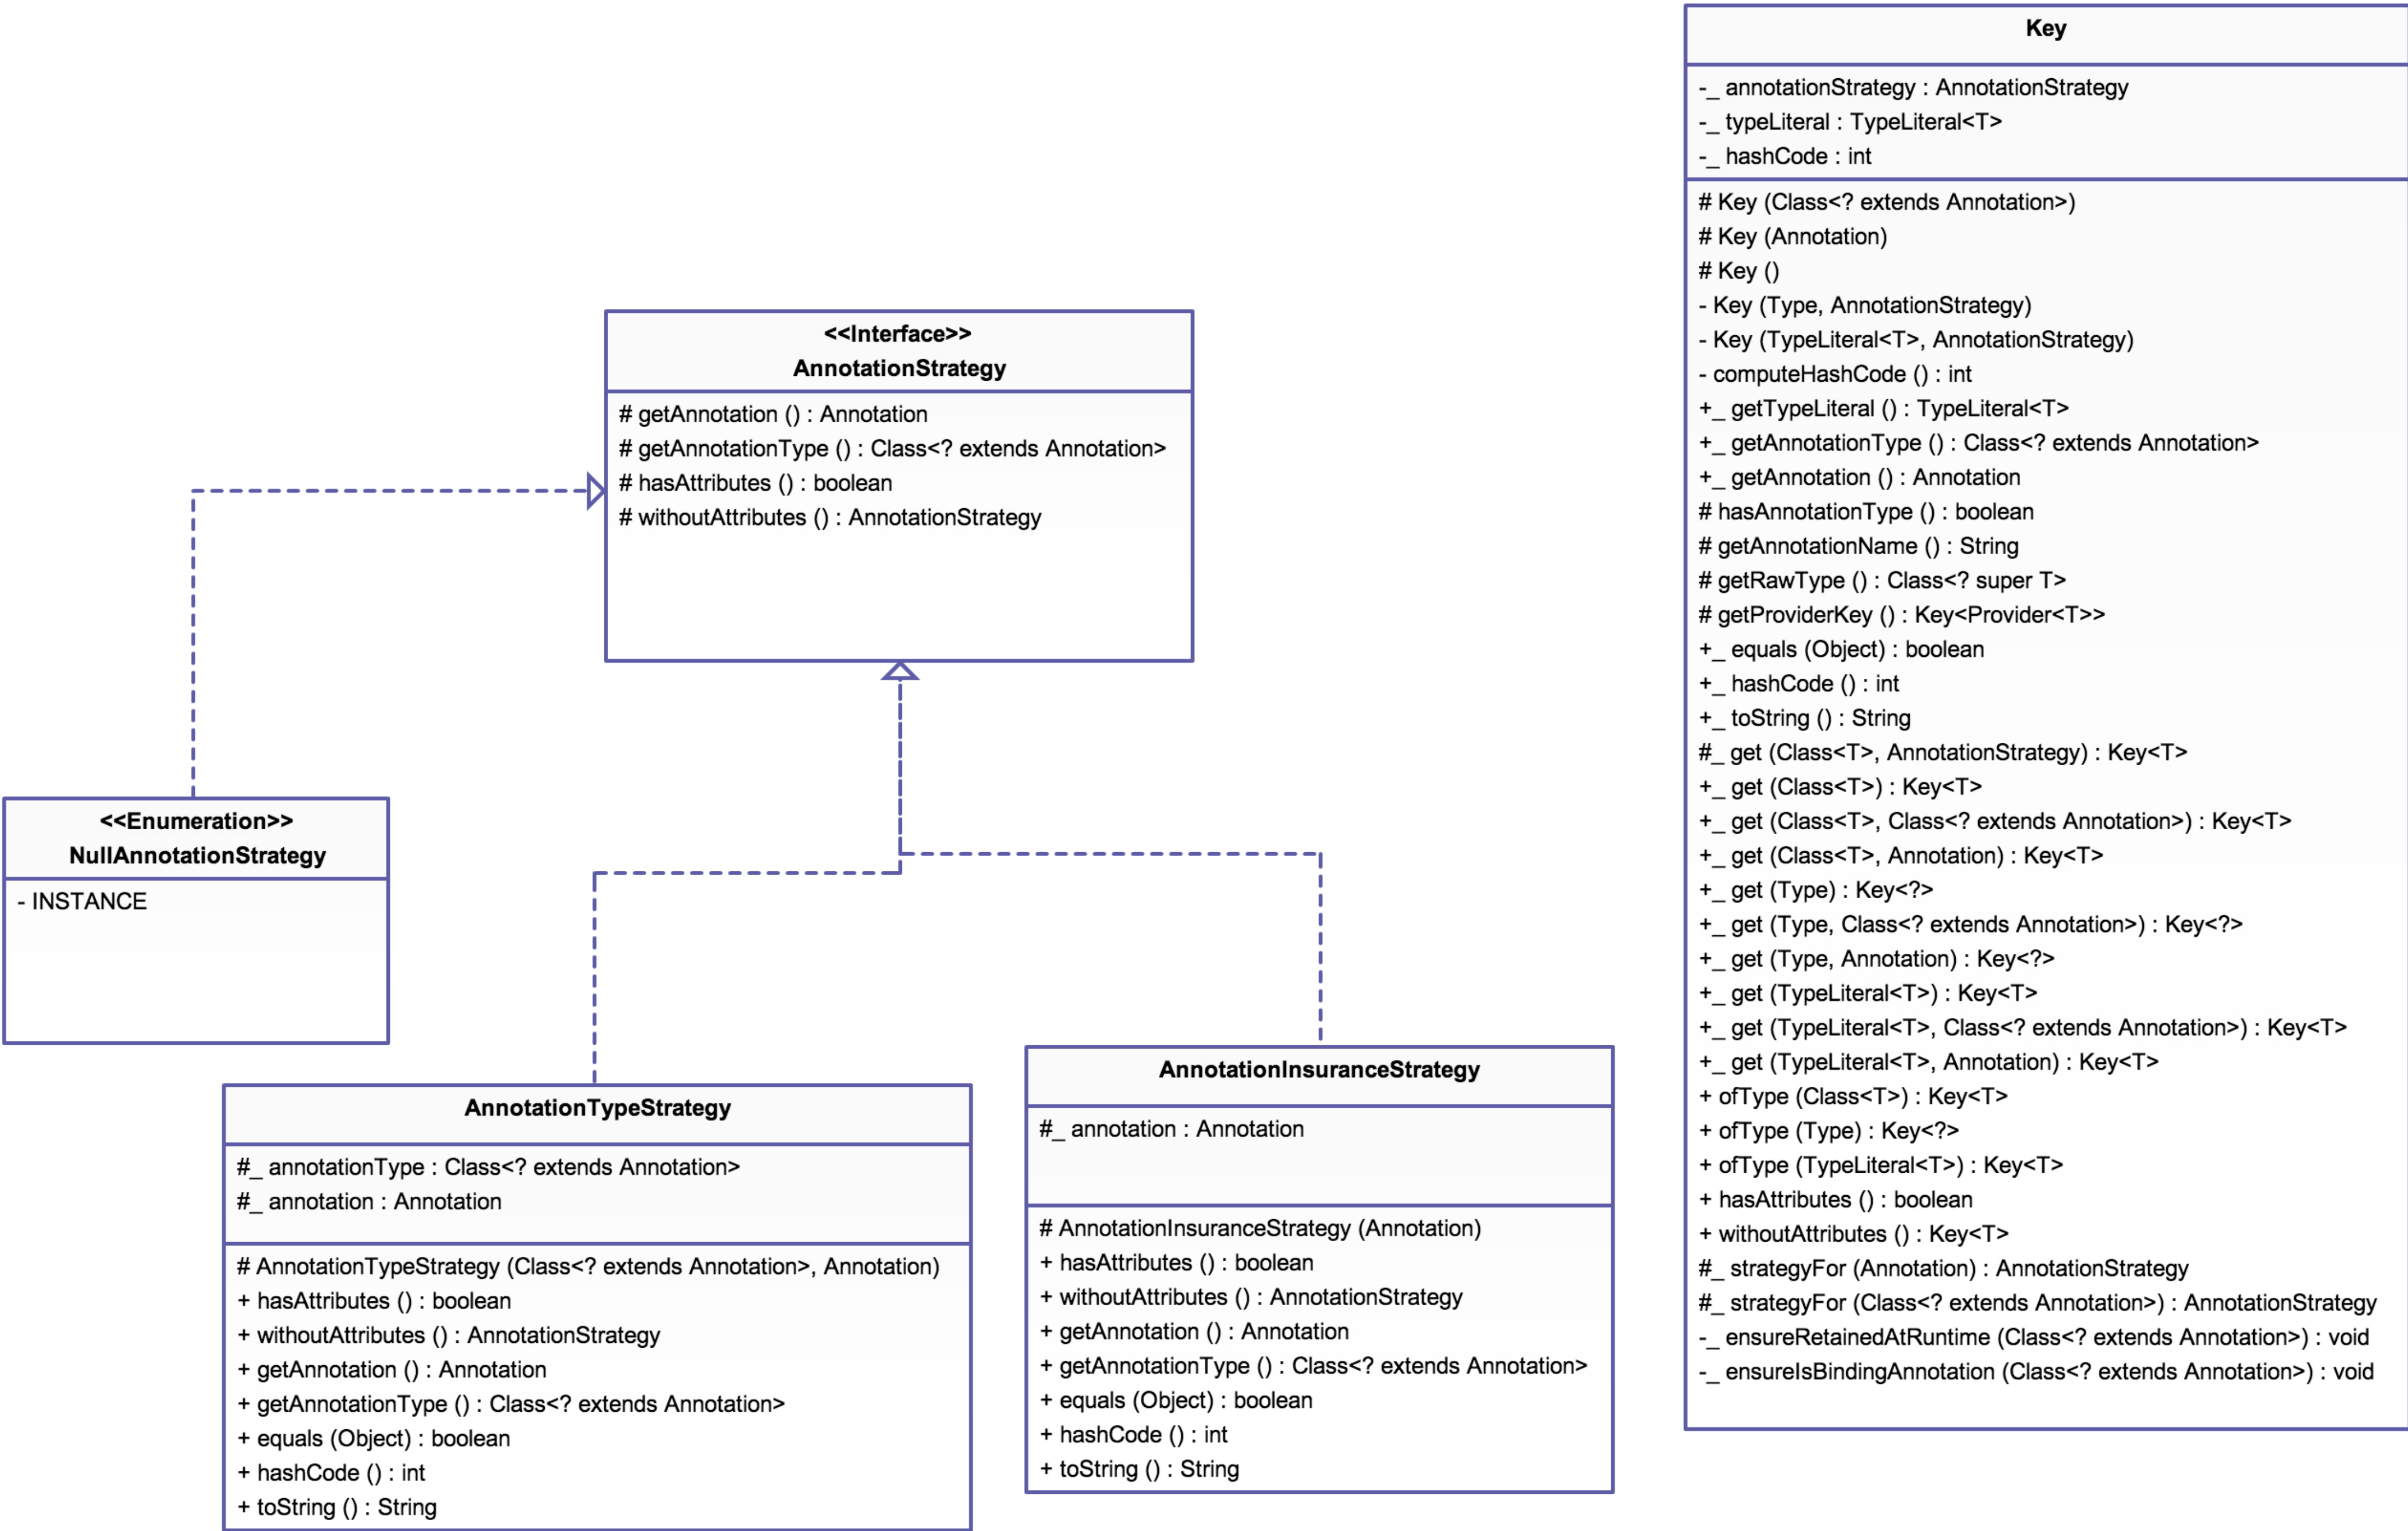 <<Interface>>
AnnotationStrategy
# getAnnotation () : Annotation
# getAnnotationType () : Class<? extends Annotation>
# hasAttributes () : boolean
# withoutAttributes () : AnnotationStrategy
<<Enumeration>>
NullAnnotationStrategy
- INSTANCE
AnnotationTypeStrategy
#_ annotationType : Class<? extends Annotation>
#_ annotation : Annotation
# AnnotationTypeStrategy (Class<? extends Annotation>, Annotation)
+ hasAttributes () : boolean
+ withoutAttributes () : AnnotationStrategy
+ getAnnotation () : Annotation
+ getAnnotationType () : Class<? extends Annotation>
+ equals (Object) : boolean
+ hashCode () : int
+ toString () : String
AnnotationInsuranceStrategy
#_ annotation : Annotation
# AnnotationInsuranceStrategy (Annotation)
+ hasAttributes () : boolean
+ withoutAttributes () : AnnotationStrategy
+ getAnnotation () : Annotation
+ getAnnotationType () : Class<? extends Annotation>
+ equals (Object) : boolean
+ hashCode () : int
+ toString () : String
Key
-_ annotationStrategy : AnnotationStrategy
-_ typeLiteral : TypeLiteral<T>
-_ hashCode : int
# Key (Class<? extends Annotation>)
# Key (Annotation)
# Key ()
- Key (Type, AnnotationStrategy)
- Key (TypeLiteral<T>, AnnotationStrategy)
- computeHashCode () : int
+_ getTypeLiteral () : TypeLiteral<T>
+_ getAnnotationType () : Class<? extends Annotation>
+_ getAnnotation () : Annotation
# hasAnnotationType () : boolean
# getAnnotationName () : String
# getRawType () : Class<? super T>
# getProviderKey () : Key<Provider<T>>
+_ equals (Object) : boolean
+_ hashCode () : int
+_ toString () : String
#_ get (Class<T>, AnnotationStrategy) : Key<T>
+_ get (Class<T>) : Key<T>
+_ get (Class<T>, Class<? extends Annotation>) : Key<T>
+_ get (Class<T>, Annotation) : Key<T>
+_ get (Type) : Key<?>
+_ get (Type, Class<? extends Annotation>) : Key<?>
+_ get (Type, Annotation) : Key<?>
+_ get (TypeLiteral<T>) : Key<T>
+_ get (TypeLiteral<T>, Class<? extends Annotation>) : Key<T>
+_ get (TypeLiteral<T>, Annotation) : Key<T>
+ ofType (Class<T>) : Key<T>
+ ofType (Type) : Key<?>
+ ofType (TypeLiteral<T>) : Key<T>
+ hasAttributes () : boolean
+ withoutAttributes () : Key<T>
#_ strategyFor (Annotation) : AnnotationStrategy
#_ strategyFor (Class<? extends Annotation>) : AnnotationStrategy
-_ ensureRetainedAtRuntime (Class<? extends Annotation>) : void
-_ ensureIsBindingAnnotation (Class<? extends Annotation>) : void